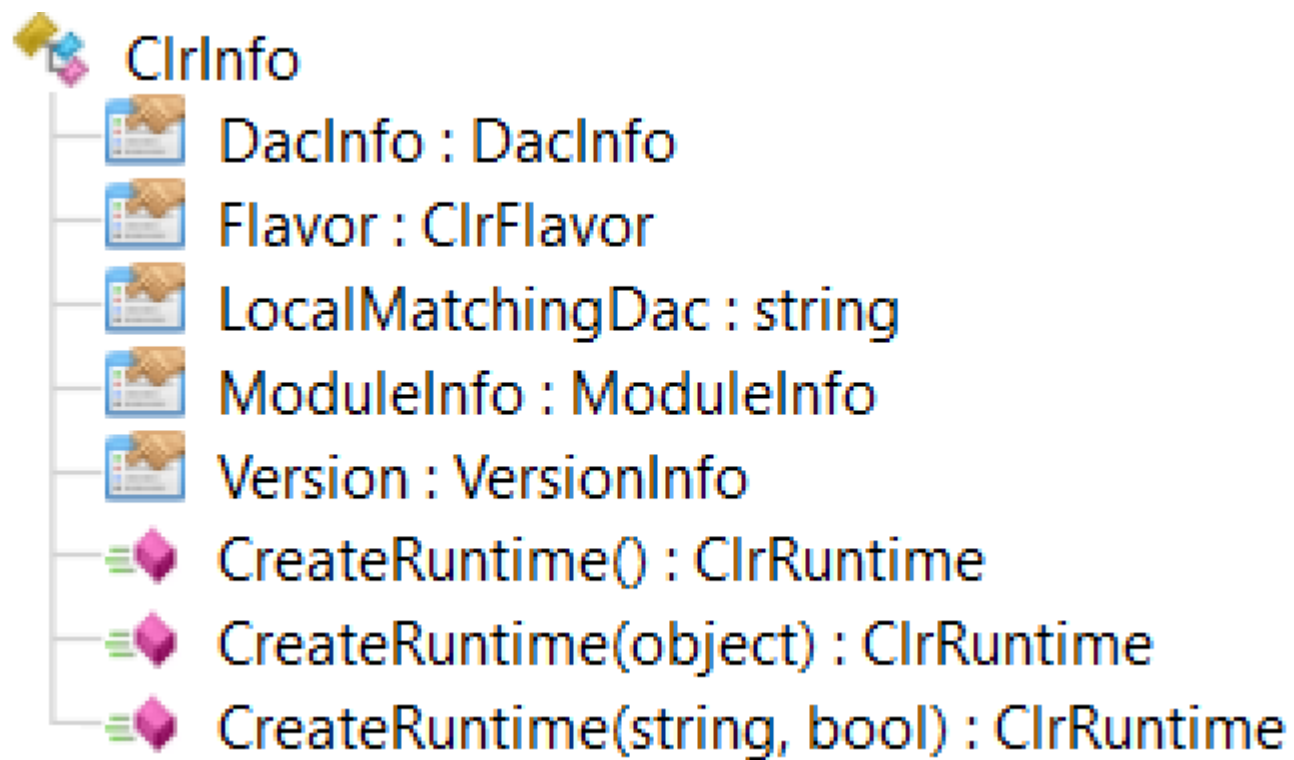 ClrInfo
DacInfo : DacInfo
Flavor : ClrFlavor
LocalMatchingDac : string
ModuleInfo : ModuleInfo
Version : VersionInfo
CreateRuntime() : ClrRuntime
CreateRuntime(object) : ClrRuntime
CreateRuntime(string, bool) : ClrRuntime